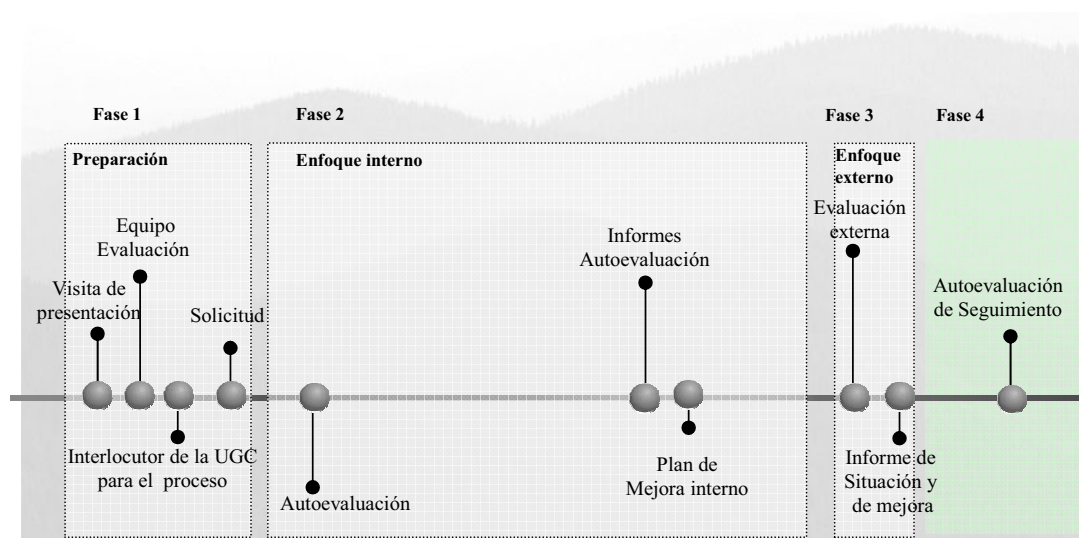 Fase 1
Fase 2
Fase 3
Fase 4
Preparación
Enfoque interno
Enfoque
externo
Equipo
Evaluación
Visita de
presentación
Solicitud
Interlocutor de la UGC
para el proceso
Autoevaluación
Informes
Autoevaluación
Plan de
Mejora interno
Evaluación
externa
Informe de
Situación y
de mejora
Autoevaluación
de Seguimiento